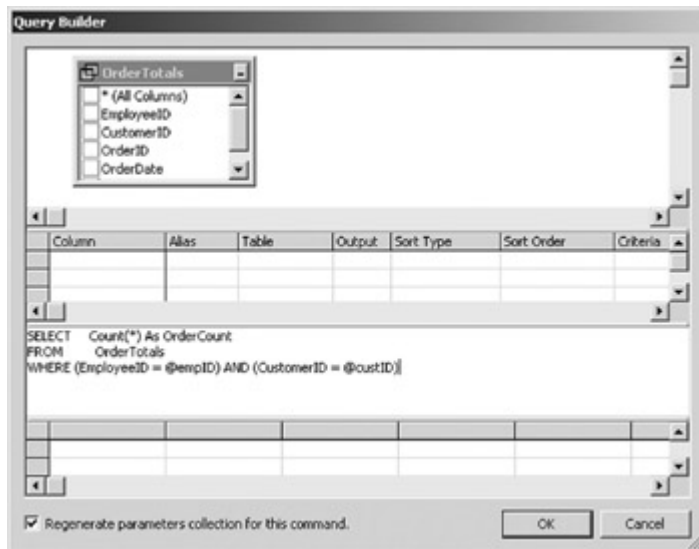 Query Builder
OrderTotals
* (All Columns)
EmployeeID
CustomerID
OrderID
OrderDate
Column Alias Table Output Sort Type Sort Order Criteria
SELECT Count(*) As OrderCount
FROM OrderTotals
WHERE (EmployeeID = @empID) AND (CustomerID = @custID)
Regenerate parameters collection for this command.
OK Cancel